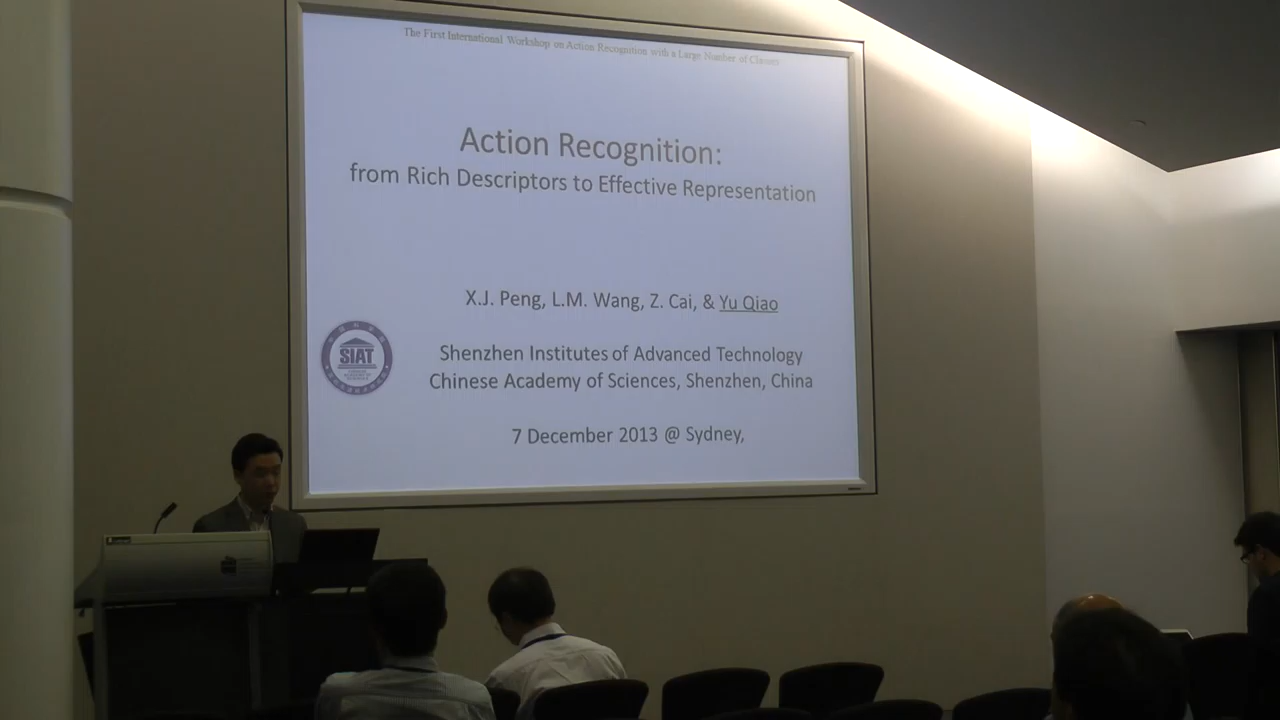 The First International Workshop on Action Recognition with a Large Number of Classes
Action Recognition:
from Rich Descriptors to Effective Representation
X.J. Peng, L.M. Wang, Z. Cai, & Yu Qiao
SIAT
Shenzhen Institutes of Advanced Technology
Chinese Academy of Sciences, Shenzhen, China
7 December 2013 @ Sydney,